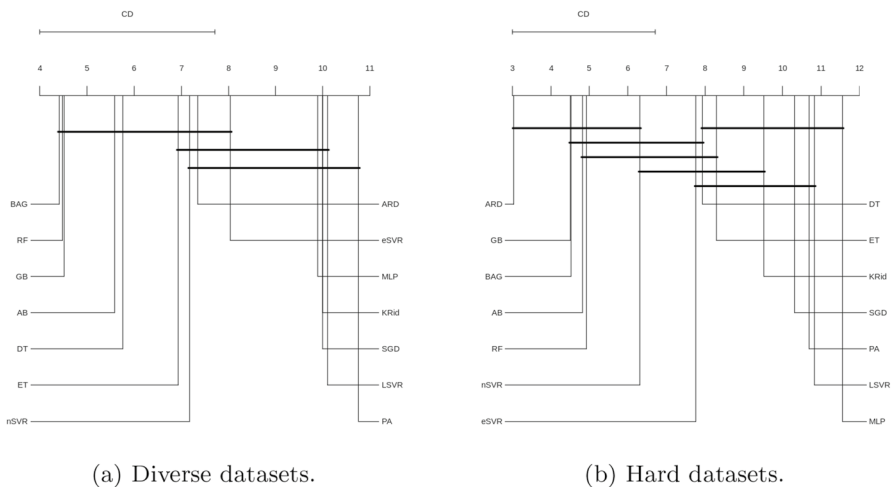 CD
4 5 6 7 8 9 10 11
BAG ARD
RF eSVR
GB MLP
AB KRid
DT SGD
ET LSVR
nSVR PA
(a) Diverse datasets.
CD
3 4 5 6 7 8 9 10 11 12
ARD DT
GB ET
BAG KRid
AB SGD
RF PA
nSVR LSVR
eSVR MLP
(b) Hard datasets.